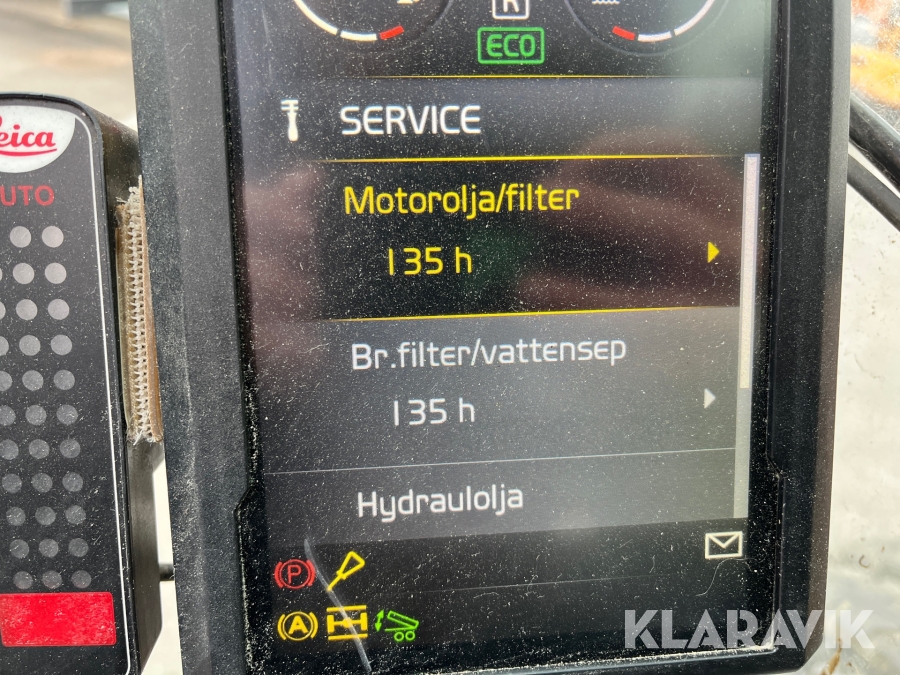 R
ECO
SERVICE
Motorolja/filter
135 h
Br.filter/vattensep
135 h
Hydraulolja
P
A
eica
UTO
KLARAVIK